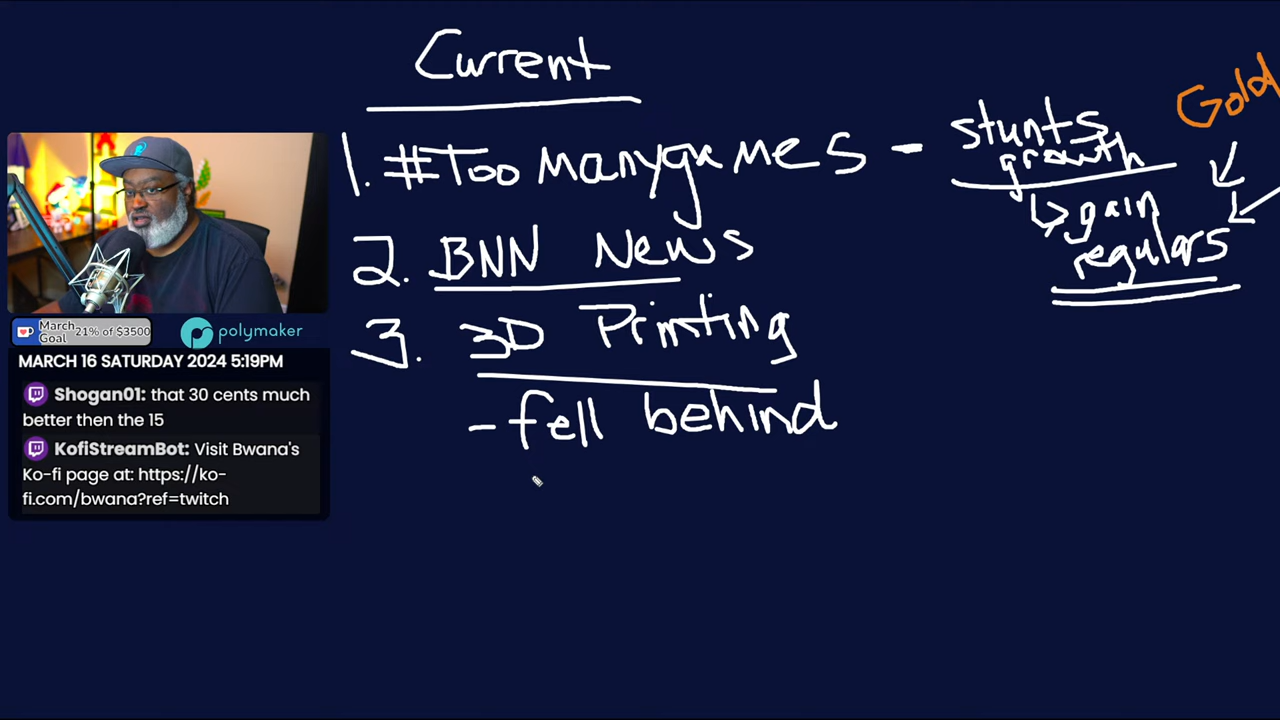 Current
1. #Toomanygames - stunts growth
Gold
↳ gain
regulars
2. BNN News
3. 3D Printing
- fell behind
March
Goal
21% of $3500
polymaker
MARCH 16 SATURDAY 2024 5:19PM
Shogan01: that 30 cents much
better then the 15
KofiStreamBot: Visit Bwana's
Ko-fi page at: https://ko-
fi.com/bwana?ref=twitch